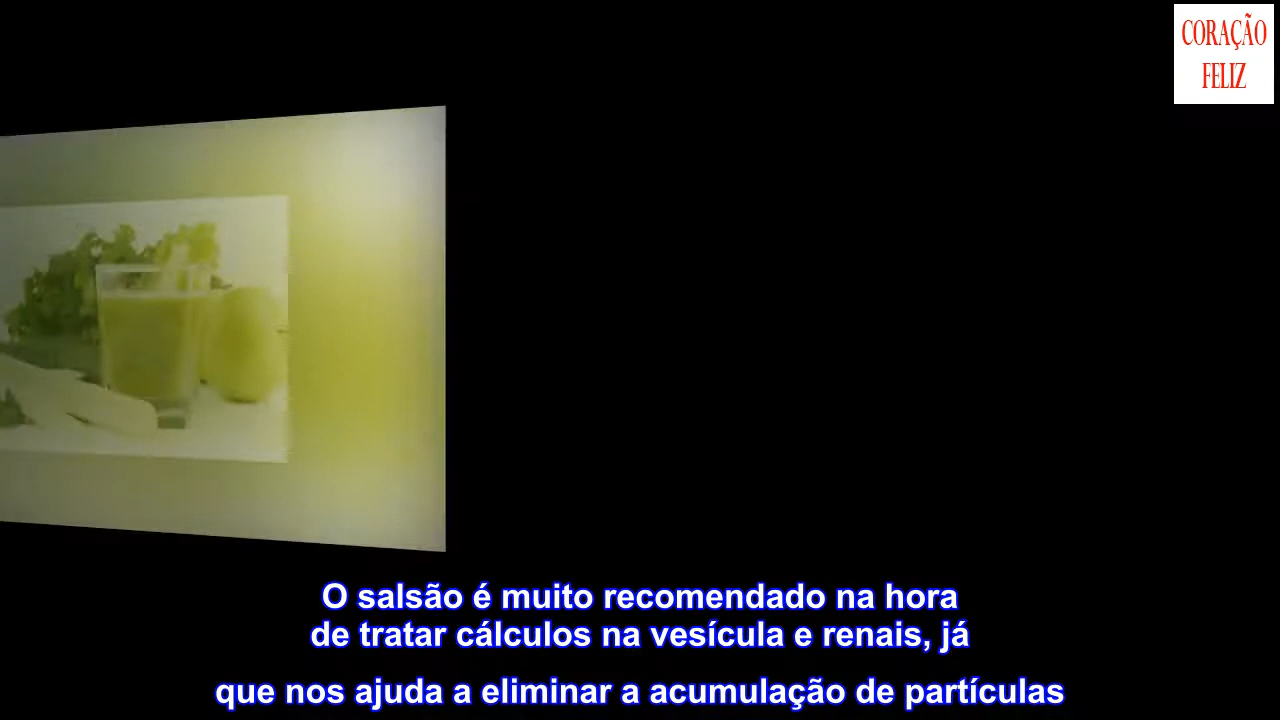 CORAÇÃO
FELIZ
O salsão é muito recomendado na hora
de tratar cálculos na vesícula e renais, já
que nos ajuda a eliminar a acumulação de partículas